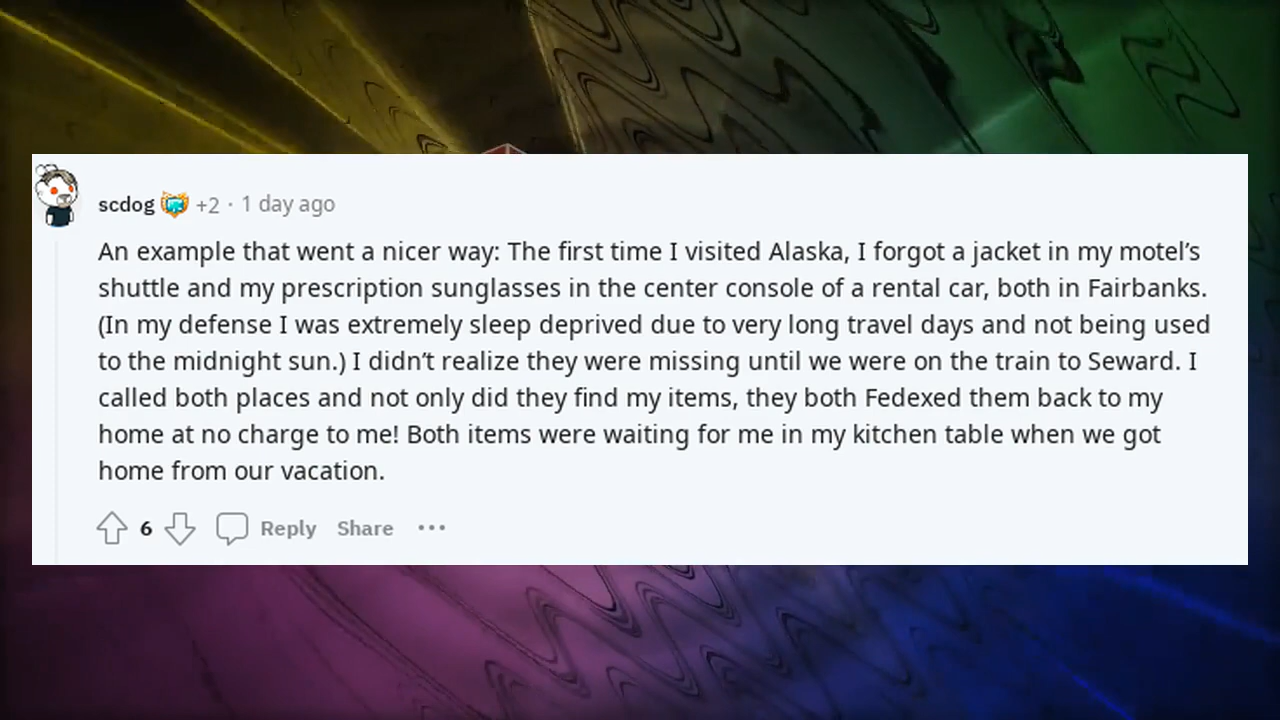 scdog +2 · 1 day ago
An example that went a nicer way: The first time I visited Alaska, I forgot a jacket in my motel’s
shuttle and my prescription sunglasses in the center console of a rental car, both in Fairbanks.
(In my defense I was extremely sleep deprived due to very long travel days and not being used
to the midnight sun.) I didn’t realize they were missing until we were on the train to Seward. I
called both places and not only did they find my items, they both Fedexed them back to my
home at no charge to me! Both items were waiting for me in my kitchen table when we got
home from our vacation.
6 Reply Share •••